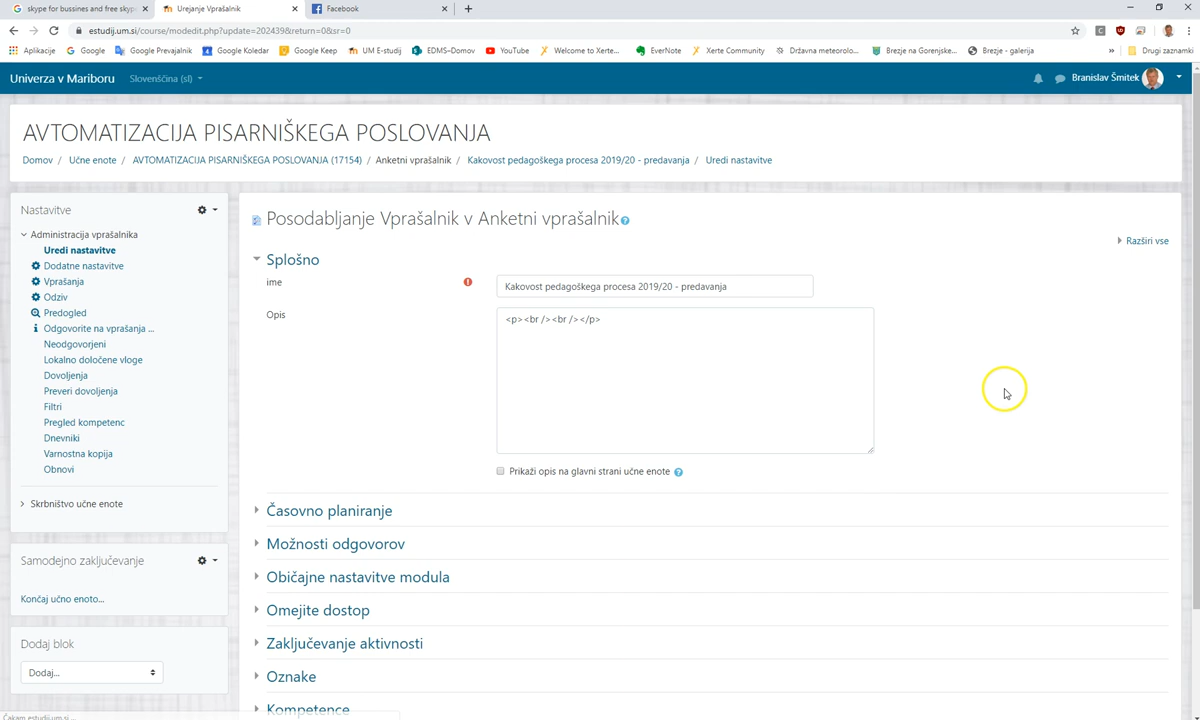 skype for bussines and free skyp
Urejanje Vprašalnik
Facebook
estudij.um.si/course/modedit.php?update=202439&return=0&sr=0
Aplikacije
Google
Google Prevajalnik
Google Koledar
Google Keep
UM E-studij
EDMS–Domov
YouTube
Welcome to Xerte...
EverNote
Xerte Community
Državna meteorolo...
Brezje na Gorenjske...
Brezje - galerija
»
Drugi zaznamki
Univerza v Mariboru
Slovenščina (sl)
Branislav Šmitek
AVTOMATIZACIJA PISARNIŠKEGA POSLOVANJA
Domov / Učne enote / AVTOMATIZACIJA PISARNIŠKEGA POSLOVANJA (17154) / Anketni vprašalnik / Kakovost pedagoškega procesa 2019/20 - predavanja / Uredi nastavitve
Nastavitve
Administracija vprašalnika
Uredi nastavitve
Dodatne nastavitve
Vprašanja
Odziv
Predogled
Odgovorite na vprašanja ...
Neodgovorjeni
Lokalno določene vloge
Dovoljenja
Preveri dovoljenja
Filtri
Pregled kompetenc
Dnevniki
Varnostna kopija
Obnovi
Skrbništvo učne enote
Samodejno zaključevanje
Končaj učno enoto...
Dodaj blok
Dodaj...
Posodabljanje Vprašalnik v Anketni vprašalnik
Razširi vse
Splošno
ime
Kakovost pedagoškega procesa 2019/20 - predavanja
Opis
<p><br /><br /></p>
Prikaži opis na glavni strani učne enote
Časovno planiranje
Možnosti odgovorov
Običajne nastavitve modula
Omejite dostop
Zaključevanje aktivnosti
Oznake
Kompetence
Čakam estudij.um.si ...